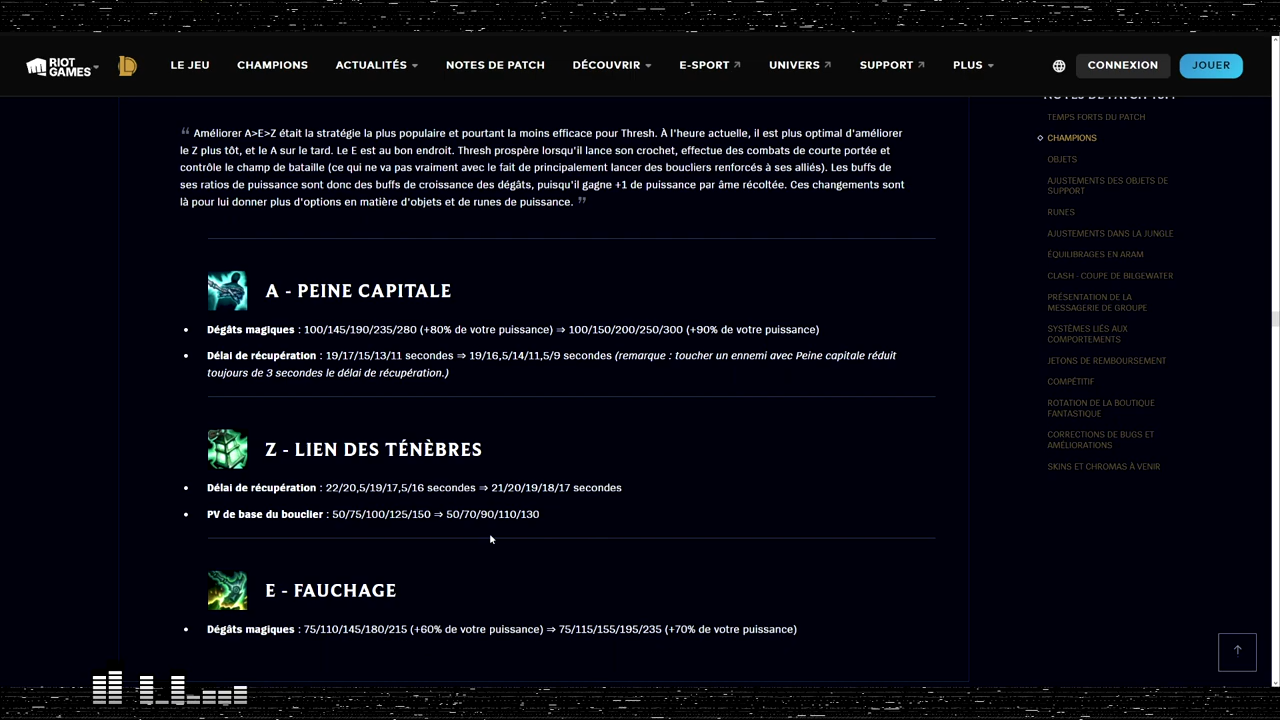 RIOT GAMES
LE JEU
CHAMPIONS
ACTUALITÉS
NOTES DE PATCH
DÉCOUVRIR
E-SPORT
UNIVERS
SUPPORT
PLUS
CONNEXION
JOUER
“ Améliorer A>E>Z était la stratégie la plus populaire et pourtant la moins efficace pour Thresh. À l'heure actuelle, il est plus optimal d'améliorer
le Z plus tôt, et le A sur le tard. Le E est au bon endroit. Thresh prospère lorsqu'il lance son crochet, effectue des combats de courte portée et
contrôle le champ de bataille (ce qui ne va pas vraiment avec le fait de principalement lancer des boucliers renforcés à ses alliés). Les buffs de
ses ratios de puissance sont donc des buffs de croissance des dégâts, puisqu'il gagne +1 de puissance par âme récoltée. Ces changements sont
là pour lui donner plus d'options en matière d'objets et de runes de puissance. ”
A - PEINE CAPITALE
• Dégâts magiques : 100/145/190/235/280 (+80% de votre puissance) ⇒ 100/150/200/250/300 (+90% de votre puissance)
• Délai de récupération : 19/17/15/13/11 secondes ⇒ 19/16,5/14/11,5/9 secondes (remarque : toucher un ennemi avec Peine capitale réduit
toujours de 3 secondes le délai de récupération.)
Z - LIEN DES TÉNÈBRES
• Délai de récupération : 22/20,5/19/17,5/16 secondes ⇒ 21/20/19/18/17 secondes
• PV de base du bouclier : 50/75/100/125/150 ⇒ 50/70/90/110/130
E - FAUCHAGE
• Dégâts magiques : 75/110/145/180/215 (+60% de votre puissance) ⇒ 75/115/155/195/235 (+70% de votre puissance)
TEMPS FORTS DU PATCH
CHAMPIONS
OBJETS
AJUSTEMENTS DES OBJETS DE
SUPPORT
RUNES
AJUSTEMENTS DANS LA JUNGLE
ÉQUILIBRAGES EN ARAM
CLASH - COUPE DE BILGEWATER
PRÉSENTATION DE LA
MESSAGERIE DE GROUPE
SYSTÈMES LIÉS AUX
COMPORTEMENTS
JETONS DE REMBOURSEMENT
COMPÉTITIF
ROTATION DE LA BOUTIQUE
FANTASTIQUE
CORRECTIONS DE BUGS ET
AMÉLIORATIONS
SKINS ET CHROMAS À VENIR